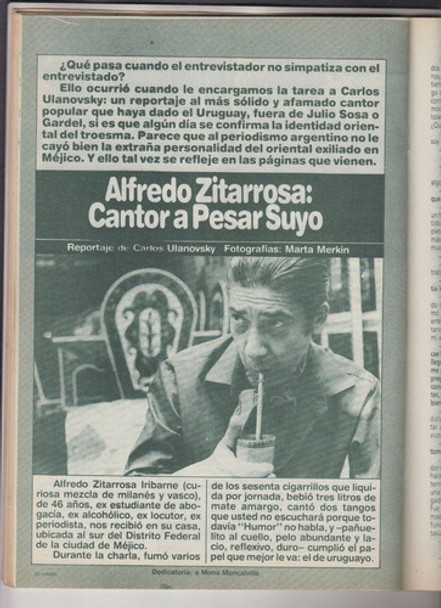 ¿Qué pasa cuando el entrevistador no simpatiza con el
entrevistado?
Ello ocurrió cuando le encargamos la tarea a Carlos
Ulanovsky: un reportaje al más sólido y afamado cantor
popular que haya dado el Uruguay, fuera de Julio Sosa o
Gardel, si es que algún día se confirma la identidad orien-
tal del troesma. Parece que al periodismo argentino no le
cayó bien la extraña personalidad del oriental exiliado en
Méjico. Y ello tal vez se refleje en las páginas que vienen.
Alfredo Zitarrosa:
Cantor a Pesar Suyo
Reportaje de Carlos Ulanovsky Fotografías: Marta Merkin
Alfredo Zitarrosa Iribarne (cu-
riosa mezcla de milanés y vasco),
de 46 años, ex estudiante de abo-
gacía, ex alcohólico, ex locutor, ex
periodista, nos recibió en su casa,
ubicada al sur del Distrito Federal
de la ciudad de Méjico.
Durante la charla, fumó varios
de los sesenta cigarrillos que liqui-
da por jornada, bebió tres litros de
mate amargo, cantó dos tangos
que usted no escuchará porque to-
davía "Humor" no habla, y –pañue-
lito al cuello, pelo abundante y la-
cio, reflexivo, duro– cumplió el pa-
pel que mejor le va: el de uruguayo.
Dedicatoria: a Mona Moncalvillo